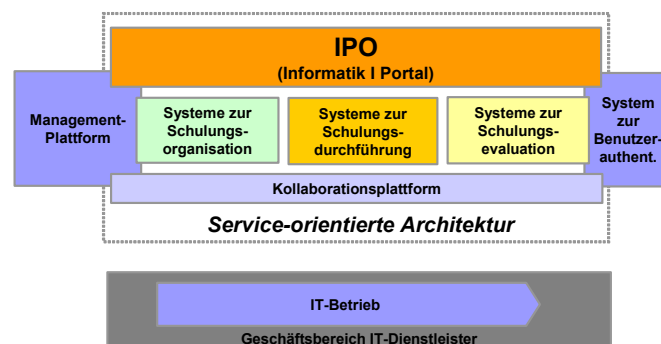 IPO
(Informatik I Portal)
Management-
Plattform
Systeme zur
Schulungs-
organisation
Systeme zur
Schulungs-
durchführung
Systeme zur
Schulungs-
evaluation
System
zur
Benutzer-
authent.
Kollaborationsplattform
Service-orientierte Architektur
IT-Betrieb
Geschäftsbereich IT-Dienstleister